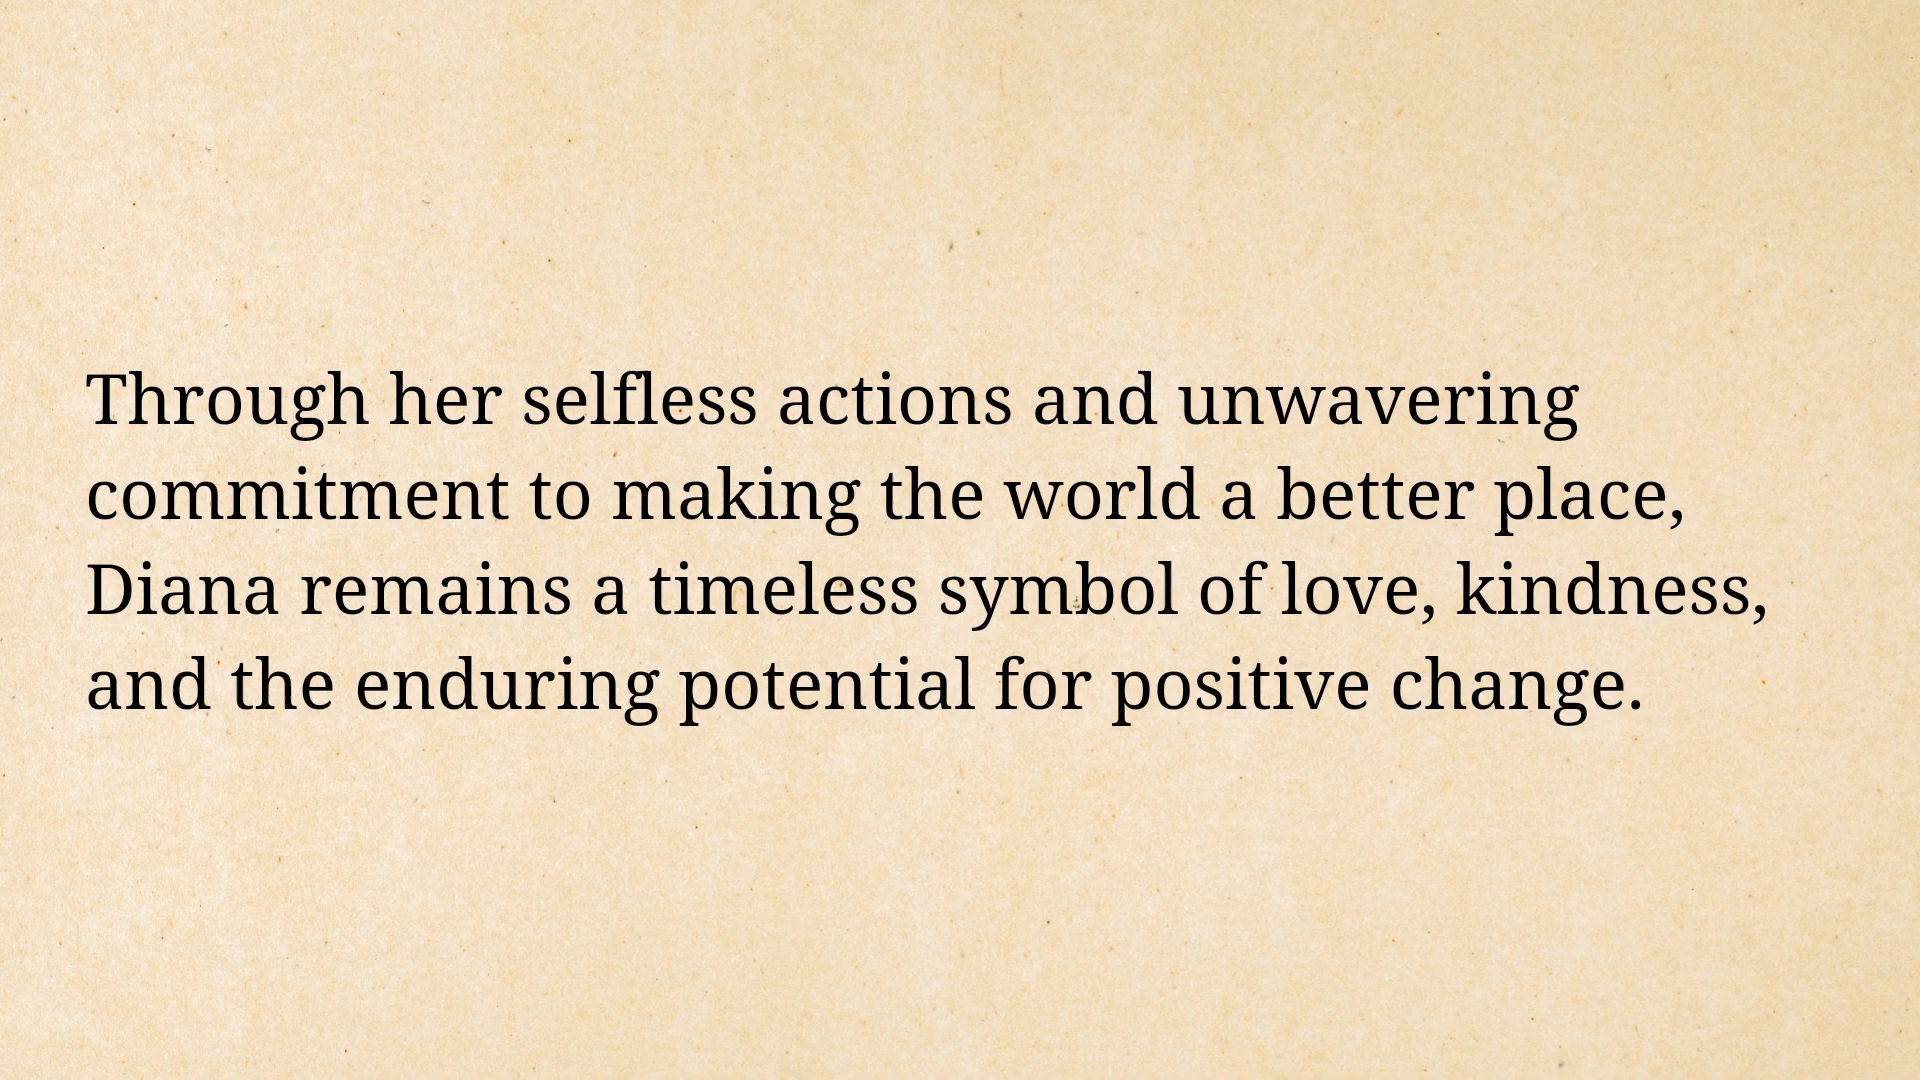 Through her selfless actions and unwavering
commitment to making the world a better place,
Diana remains a timeless symbol of love, kindness,
and the enduring potential for positive change.